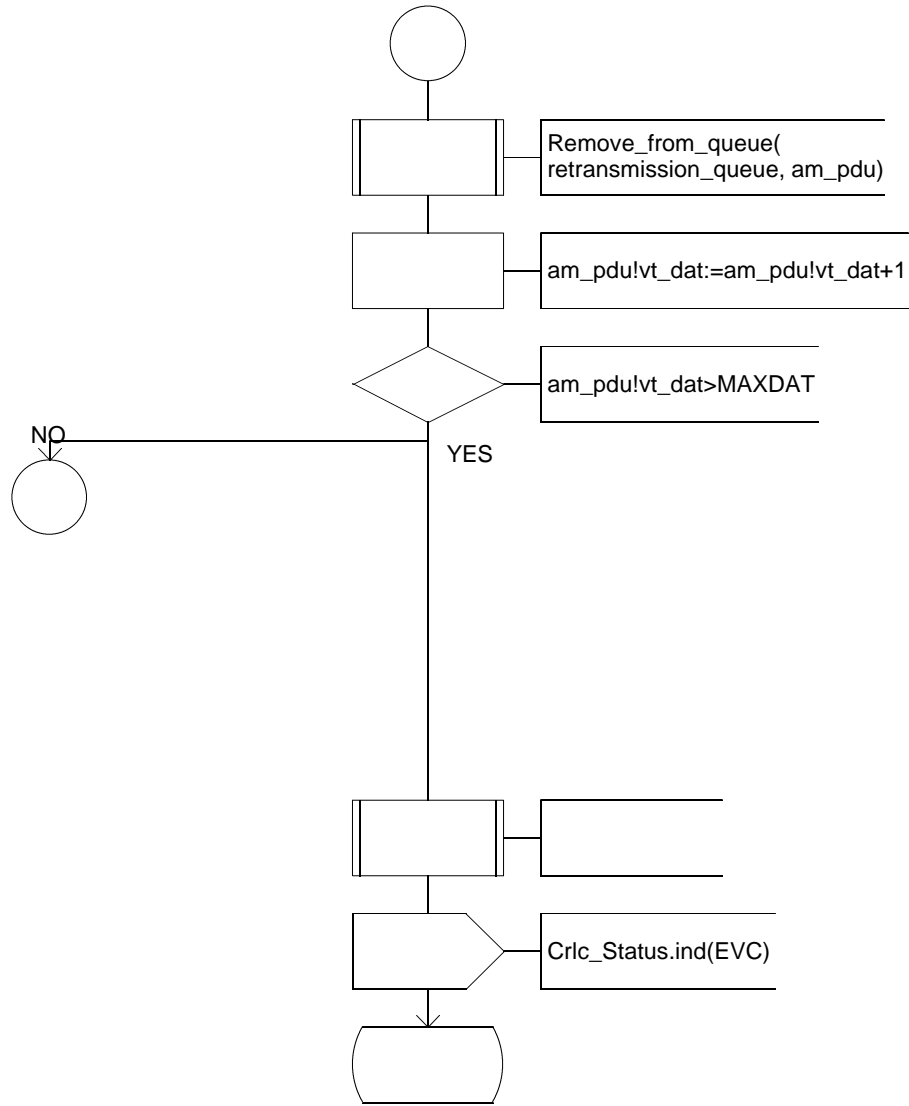 Remove_from_queue(
retransmission_queue, am_pdu)
am_pdu!vt_dat:=am_pdu!vt_dat+1
am_pdu!vt_dat>MAXDAT
NO
YES
Crlc_Status.ind(EVC)